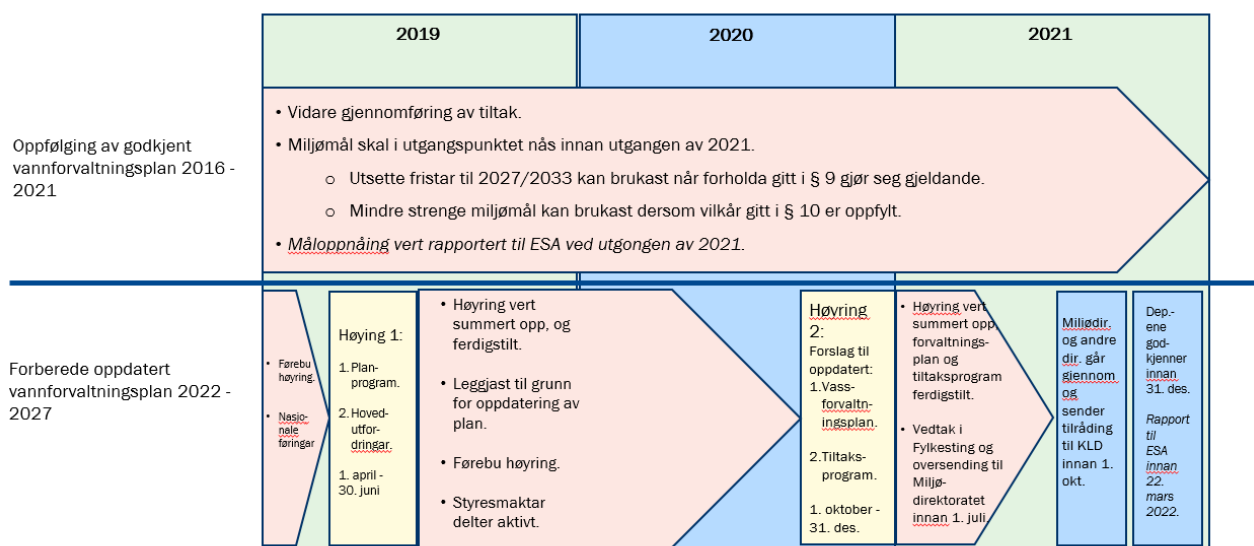 2019
2020
2021
Oppfølging av godkjent
vannforvaltningsplan 2016 -
2021
• Vidare gjennomføring av tiltak.
• Miljømål skal i utgangspunktet nås innan utgangen av 2021.
o Utsette fristar til 2027/2033 kan brukast når forholda gitt i § 9 gjør seg gjeldande.
o Mindre strenge miljømål kan brukast dersom vilkår gitt i § 10 er oppfylt.
• Måloppnåing vert rapportert til ESA ved utgongen av 2021.
Forberede oppdatert
vannforvaltningsplan 2022 -
2027
• Førebu
høyring.
• Nasjo-
nale
føringar
Høying 1:
1. Plan-
program.
2. Hoved-
utfor-
dringar.
1. april -
30. juni
• Høyring vert
summert opp, og
ferdigstilt.
• Leggjast til grunn
for oppdatering av
plan.
• Førebu høyring.
• Styresmaktar
delter aktivt.
Høvring
2:
Forslag til
oppdatert:
1.Vass-
forvaltn-
ingsplan.
2.Tiltaks-
program.
1. oktober -
31. des.
• Høyring vert
summert opp,
forvaltnings-
plan og
tiltaksprogram
ferdigstilt.
• Vedtak i
Fylkesting og
oversending til
Miljø-
direktoratet
innan 1. juli.
Miljødir.
og andre
dir. går
gjennom
og
sender
tilråding
til KLD
innan 1.
okt.
Dep.-
ene
god-
kjenner
innan
31. des.
Rapport
til
ESA
innan
22.
mars
2022.